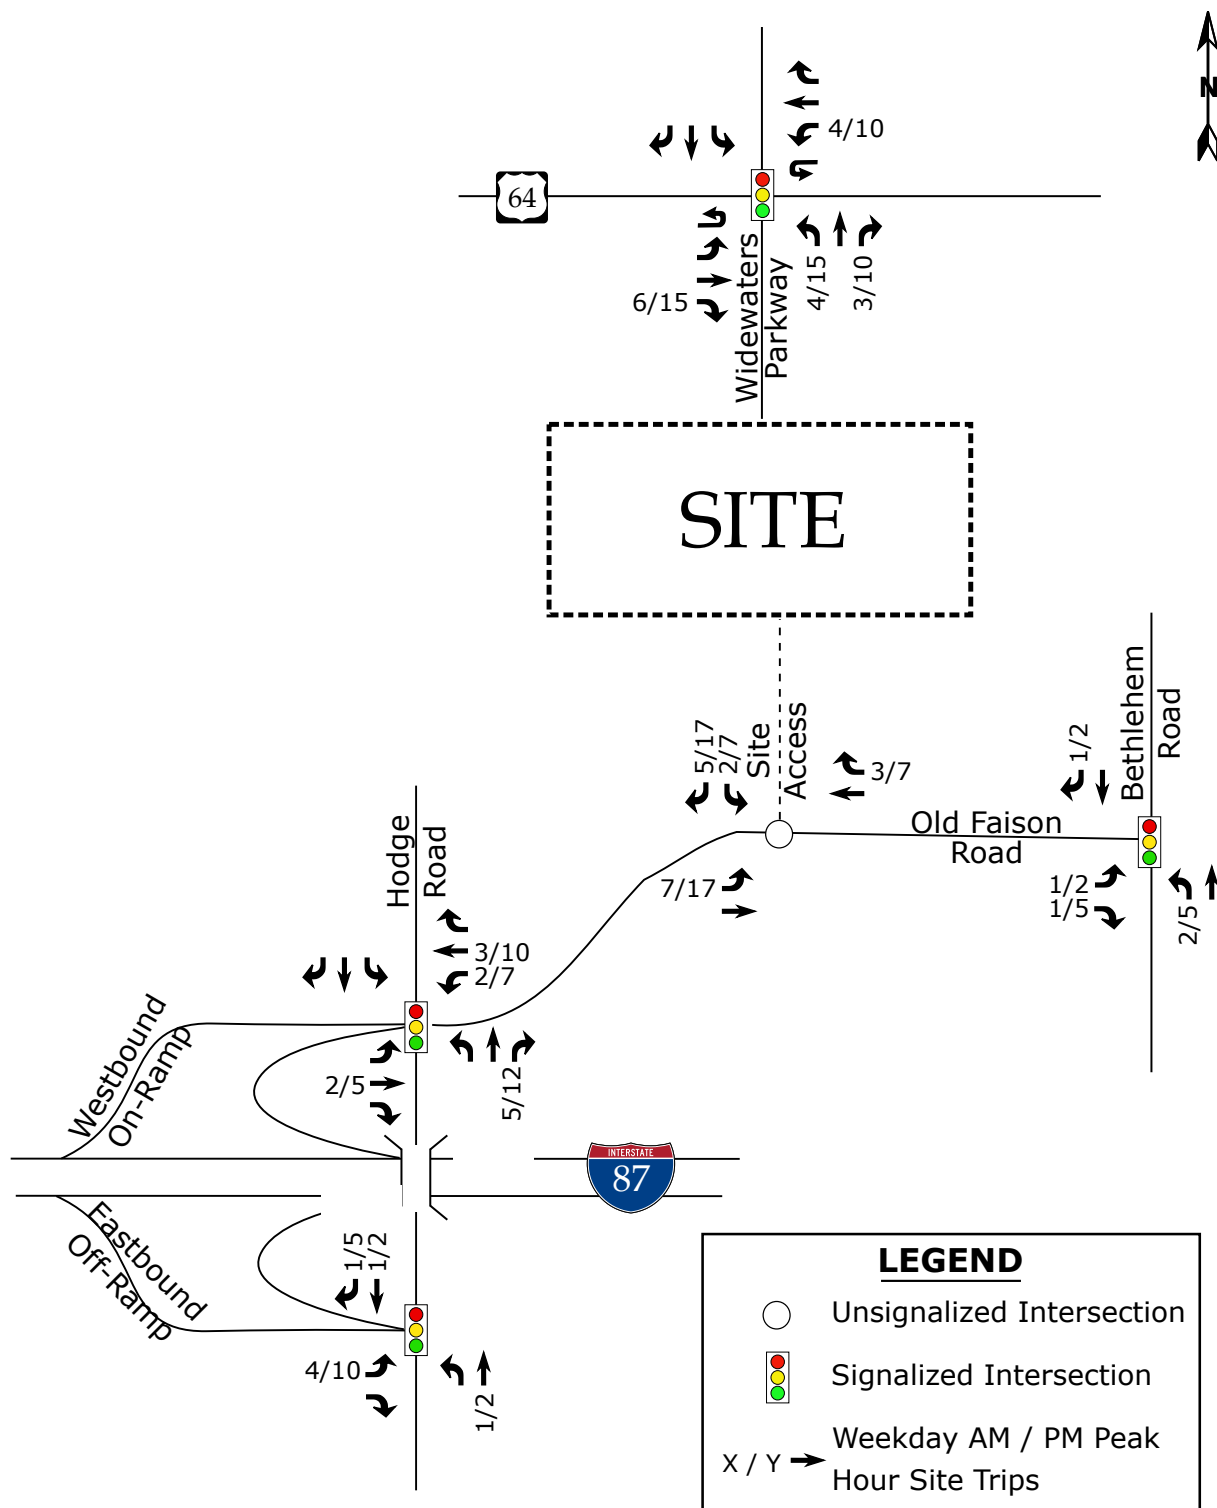 N
4/10
64
6/15
Widewaters
Parkway
4/15
3/10
SITE
5/17
2/7
Site
Access
3/7
1/2
Bethlehem
Road
Old Faison
Road
7/17
1/2
1/5
2/5
Hodge
Road
3/10
2/7
2/5
5/12
Westbound
On-Ramp
INTERSTATE
87
Eastbound
Off-Ramp
1/5
1/2
4/10
1/2
LEGEND
Unsignalized Intersection
Signalized Intersection
X / Y
Weekday AM / PM Peak
Hour Site Trips